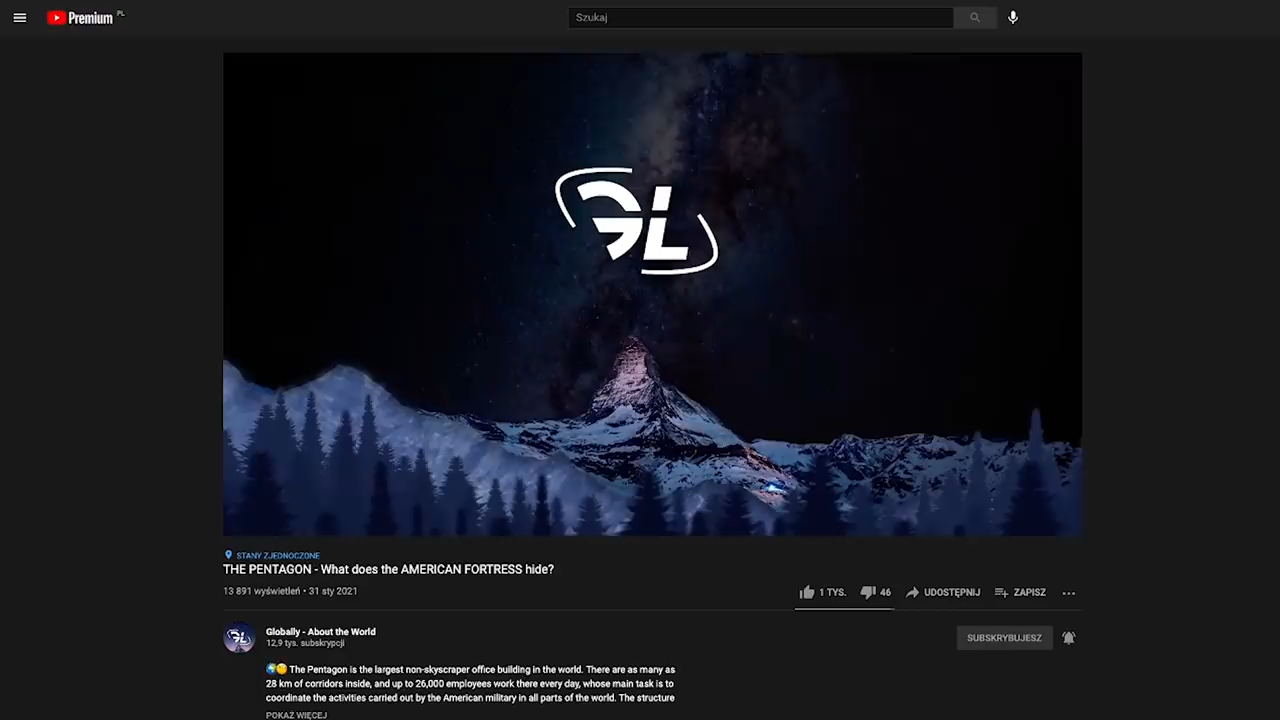 Premium PL
Szukaj
GL
STANY ZJEDNOCZONE
THE PENTAGON - What does the AMERICAN FORTRESS hide?
13 891 wyświetleń • 31 sty 2021
1 TYS.
46
UDOSTĘPNIJ
ZAPISZ
GL
Globally - About the World
12,9 tys. subskrypcji
SUBSKRYBUJESZ
The Pentagon is the largest non-skyscraper office building in the world. There are as many as
28 km of corridors inside, and up to 26,000 employees work there every day, whose main task is to
coordinate the activities carried out by the American military in all parts of the world. The structure
POKAŻ WIĘCEJ